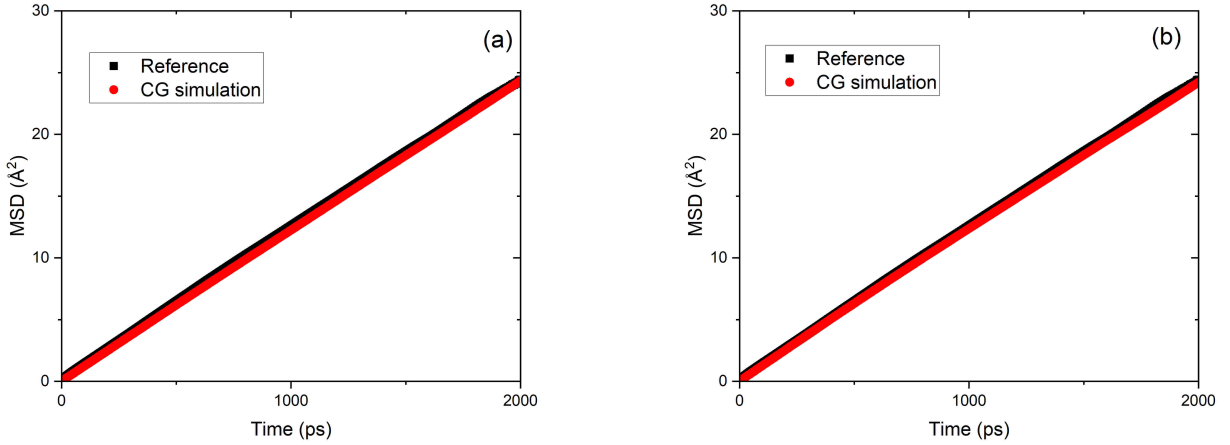 30
20
10
0
MSD (Å²)
(a)
Reference
CG simulation
0
1000
2000
Time (ps)
30
20
10
0
MSD (Å²)
(b)
Reference
CG simulation
0
1000
2000
Time (ps)